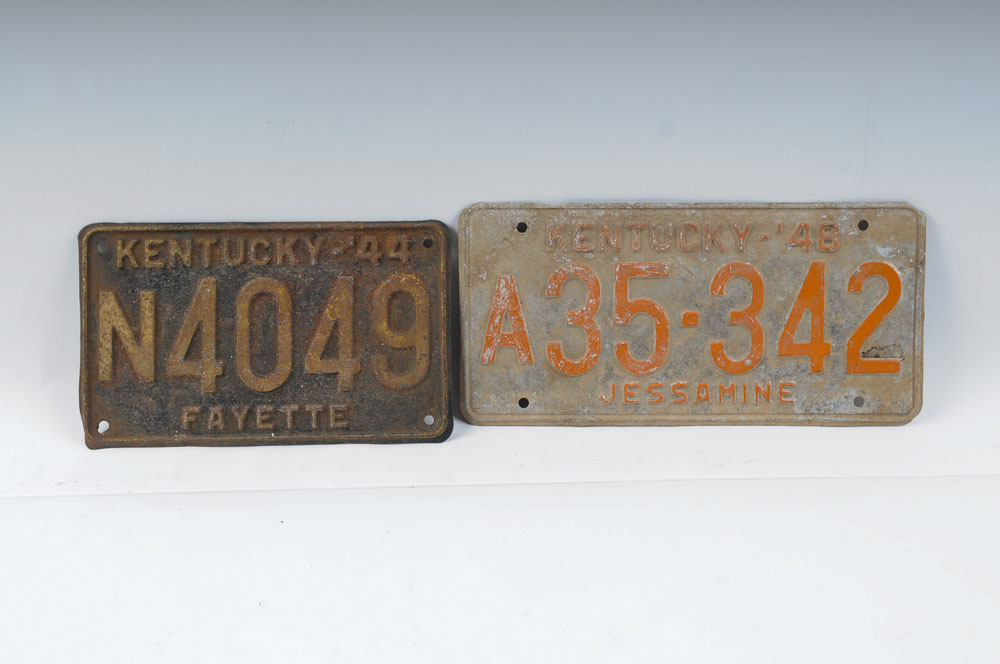 KENTUCKY-'44
N4049
FAYETTE
KENTUCKY-'48
A35-342
JESSAMINE